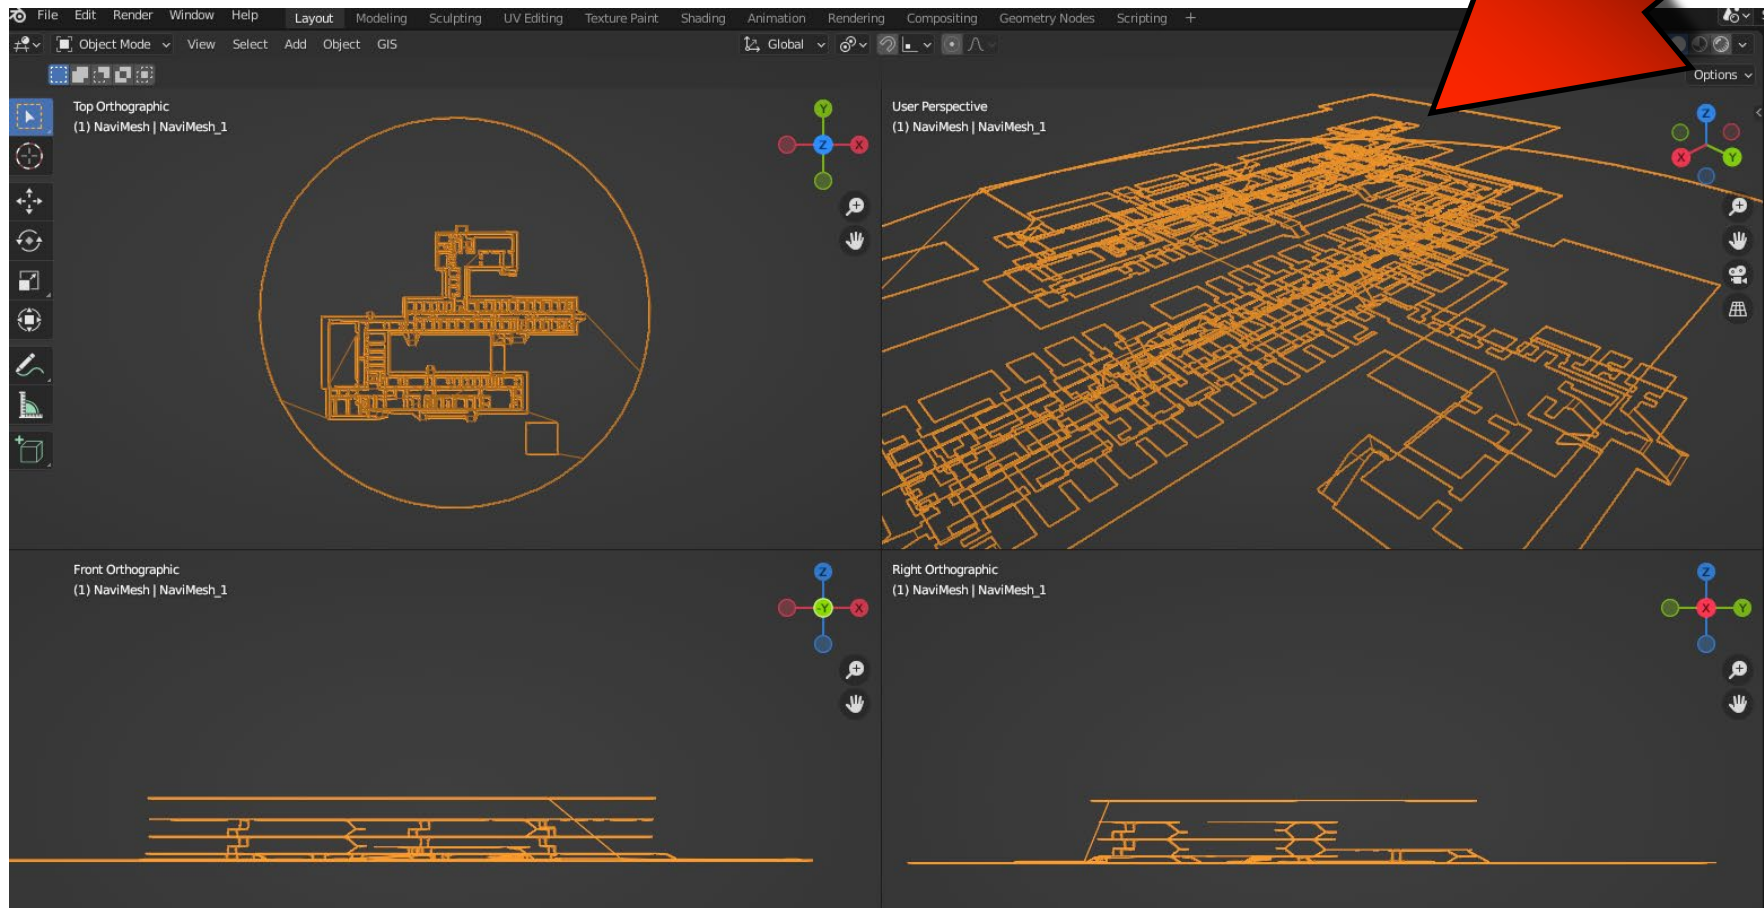 File Edit Render Window Help Layout Modeling Sculpting UV Editing Texture Paint Shading Animation Rendering Compositing Geometry Nodes Scripting +
Object Mode View Select Add Object GIS Global
Options
Top Orthographic
(1) NaviMesh | NaviMesh_1
Y
Z X
User Perspective
(1) NaviMesh | NaviMesh_1
Z
X Y
Front Orthographic
(1) NaviMesh | NaviMesh_1
Z
-Y X
Right Orthographic
(1) NaviMesh | NaviMesh_1
Z
X Y